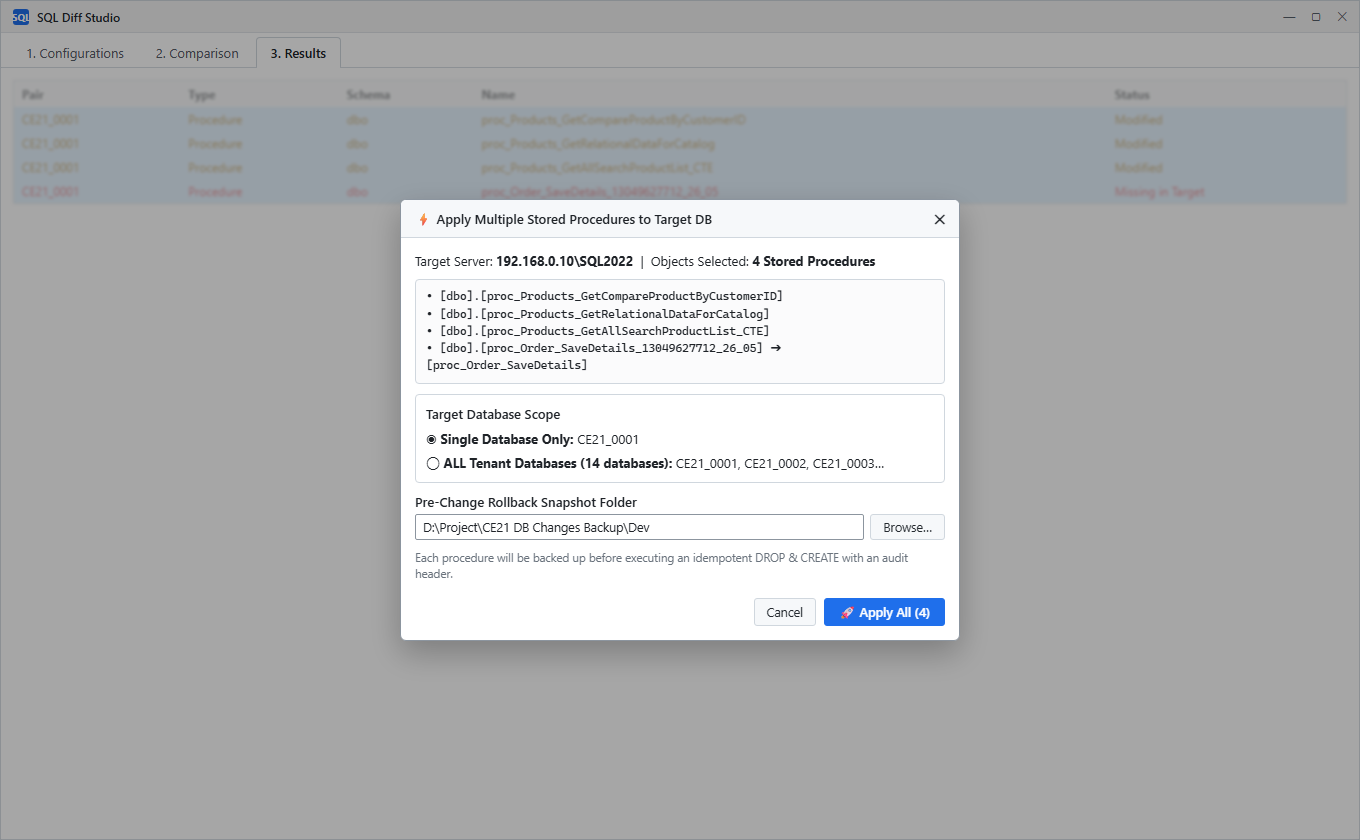 SQL SQL Diff Studio
1. Configurations 2. Comparison 3. Results
Pair Type Schema Name Status
CE21_0001 Procedure dbo proc_Products_GetCompareProductByCustomerID Modified
CE21_0001 Procedure dbo proc_Products_GetRelationalDataForCatalog Modified
CE21_0001 Procedure dbo proc_Products_GetAllSearchProductList_CTE Modified
CE21_0001 Procedure dbo proc_Order_SaveDetails_13049627712_26_05 Missing in Target
Apply Multiple Stored Procedures to Target DB
Target Server: 192.168.0.10\SQL2022 | Objects Selected: 4 Stored Procedures
• [dbo].[proc_Products_GetCompareProductByCustomerID]
• [dbo].[proc_Products_GetRelationalDataForCatalog]
• [dbo].[proc_Products_GetAllSearchProductList_CTE]
• [dbo].[proc_Order_SaveDetails_13049627712_26_05] ➔
[proc_Order_SaveDetails]
Target Database Scope
Single Database Only: CE21_0001
ALL Tenant Databases (14 databases): CE21_0001, CE21_0002, CE21_0003...
Pre-Change Rollback Snapshot Folder
D:\Project\CE21 DB Changes Backup\Dev Browse...
Each procedure will be backed up before executing an idempotent DROP & CREATE with an audit
header.
Cancel 🚀 Apply All (4)